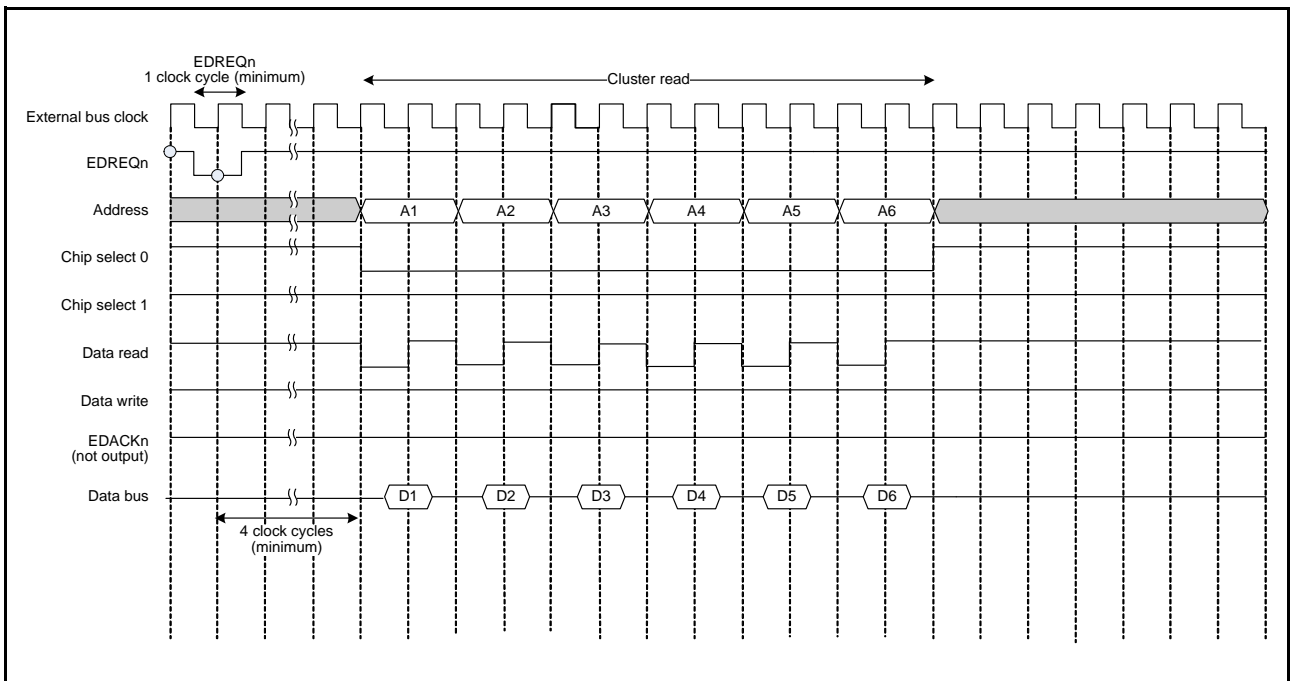 EDREQn
1 clock cycle (minimum)
Cluster read
External bus clock
EDREQn
Address
A1 A2 A3 A4 A5 A6
Chip select 0
Chip select 1
Data read
Data write
EDACKn
(not output)
Data bus
D1 D2 D3 D4 D5 D6
4 clock cycles
(minimum)